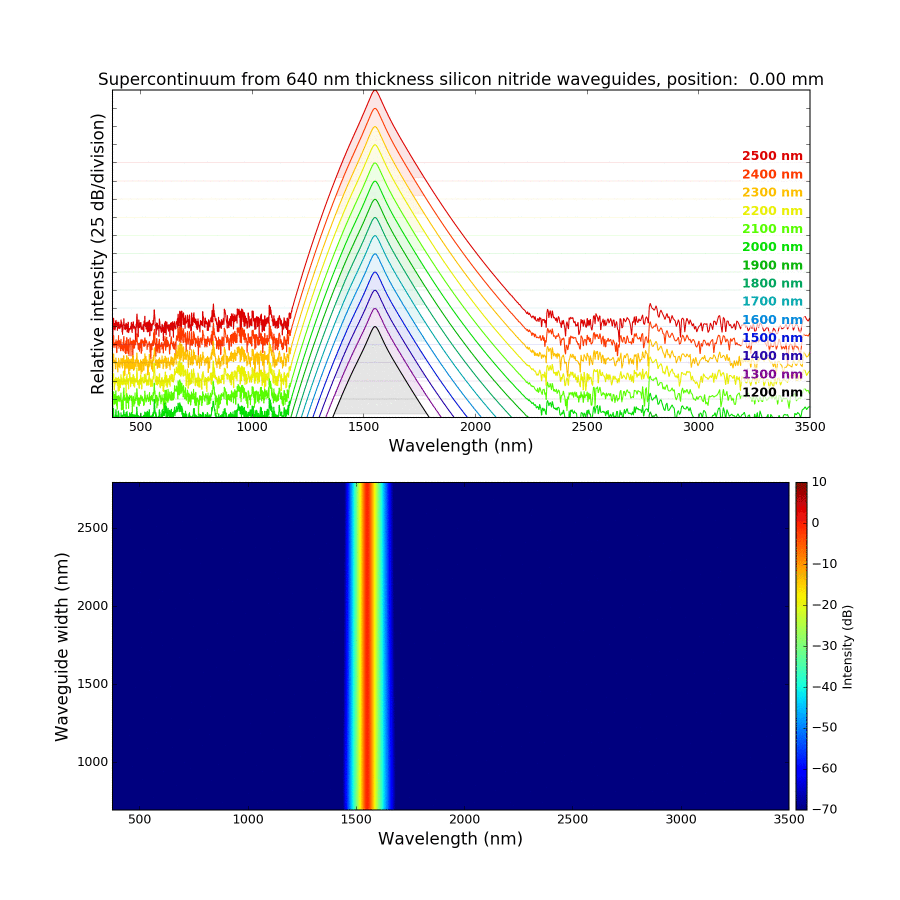 Supercontinuum from 640 nm thickness silicon nitride waveguides, position:  0.00 mm
Relative intensity (25 dB/division)
2500 nm
2400 nm
2300 nm
2200 nm
2100 nm
2000 nm
1900 nm
1800 nm
1700 nm
1600 nm
1500 nm
1400 nm
1300 nm
1200 nm
500 1000 1500 2000 2500 3000 3500
Wavelength (nm)
Waveguide width (nm)
2500
2000
1500
1000
500 1000 1500 2000 2500 3000 3500
Wavelength (nm)
10
0
−10
−20
−30
−40
−50
−60
−70
Intensity (dB)